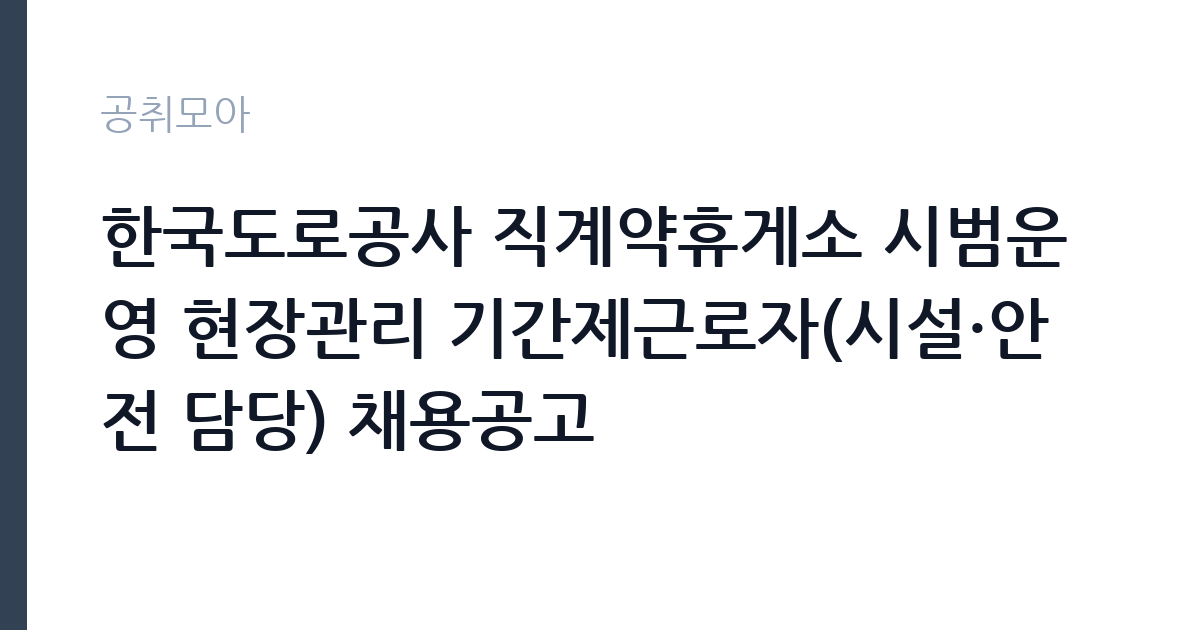 공취모아
한국도로공사 직계약휴게소 시범운
영 현장관리 기간제근로자(시설·안
전 담당) 채용공고